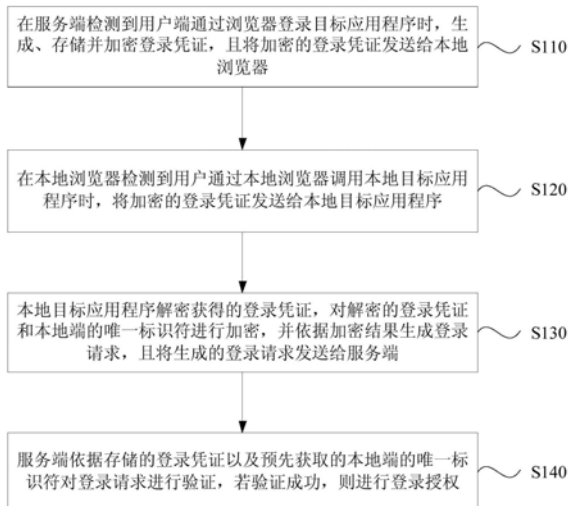 在服务端检测到用户端通过浏览器登录目标应用程序时，生
成、存储并加密登录凭证，且将加密的登录凭证发送给本地
浏览器
S110
在本地浏览器检测到用户通过本地浏览器调用本地目标应用
程序时，将加密的登录凭证发送给本地目标应用程序
S120
本地目标应用程序解密获得的登录凭证，对解密的登录凭证
和本地端的唯一标识符进行加密，并依据加密结果生成登录
请求，且将生成的登录请求发送给服务端
S130
服务端依据存储的登录凭证以及预先获取的本地端的唯一标
识符对登录请求进行验证，若验证成功，则进行登录授权
S140